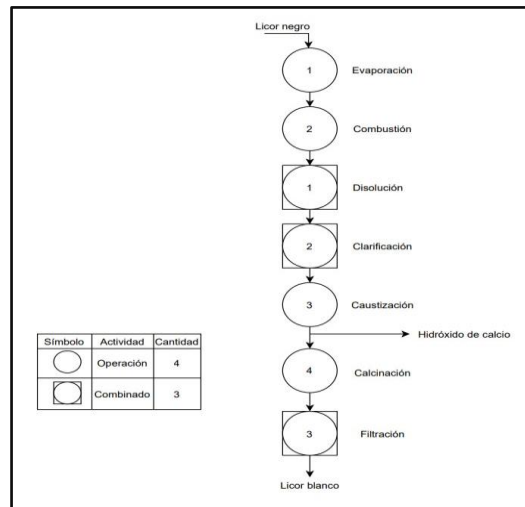 Licor negro
1 Evaporación
2 Combustión
1 Disolución
2 Clarificación
3 Caustización
Hidróxido de calcio
4 Calcinación
3 Filtración
Licor blanco
Símbolo Actividad Cantidad
Operación 4
Combinado 3